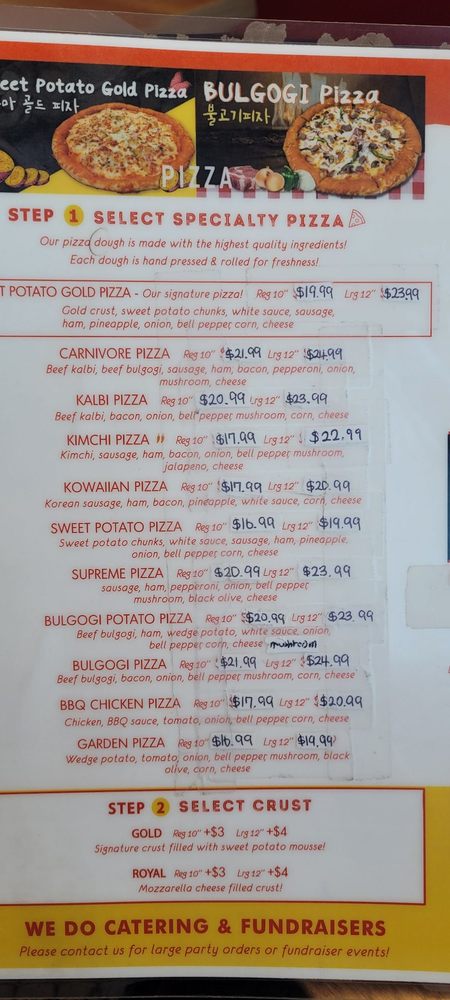 eet Potato Gold Pizza
BULGOGI Pizza
골드 피자
불고기피자
PIZZA
STEP 1 SELECT SPECIALTY PIZZA
Our pizza dough is made with the highest quality ingredients!
Each dough is hand pressed & rolled for freshness!
T POTATO GOLD PIZZA - Our signature pizza! Reg 10" $19.99 Lrg 12" $23.99
Gold crust, sweet potato chunks, white sauce, sausage,
ham, pineapple, onion, bell pepper, corn, cheese
CARNIVORE PIZZA Reg 10" $21.99 Lrg 12" $24.99
Beef kalbi, beef bulgogi, sausage, ham, bacon, pepperoni, onion,
mushroom, cheese
KALBI PIZZA Reg 10" $20.99 Lrg 12" $23.99
Beef kalbi, bacon, onion, bell pepper, mushroom, corn, cheese
KIMCHI PIZZA Reg 10" $17.99 Lrg 12" $22.99
Kimchi, sausage, ham, bacon, onion, bell pepper, mushroom,
jalapeno, cheese
KOWAIIAN PIZZA Reg 10" $17.99 Lrg 12" $20.99
Korean sausage, ham, bacon, pineapple, white sauce, corn, cheese
SWEET POTATO PIZZA Reg 10" $16.99 Lrg 12" $19.99
Sweet potato chunks, white sauce, sausage, ham, pineapple,
onion, bell pepper, corn, cheese
SUPREME PIZZA Reg 10" $20.99 Lrg 12" $23.99
sausage, ham, pepperoni, onion, bell pepper,
mushroom, black olive, cheese
BULGOGI POTATO PIZZA Reg 10" $20.99 Lrg 12" $23.99
Beef bulgogi, ham, wedge potato, white sauce, onion,
bell pepper, corn, cheese mushroom
BULGOGI PIZZA Reg 10" $21.99 Lrg 12" $24.99
Beef bulgogi, bacon, onion, bell pepper, mushroom, corn, cheese
BBQ CHICKEN PIZZA Reg 10" $17.99 Lrg 12" $20.99
Chicken, BBQ sauce, tomato, onion, bell pepper, corn, cheese
GARDEN PIZZA Reg 10" $16.99 Lrg 12" $19.99
Wedge potato, tomato, onion, bell pepper, mushroom, black
olive, corn, cheese
STEP 2 SELECT CRUST
GOLD Reg 10" +$3 Lrg 12" +$4
Signature crust filled with sweet potato mousse!
ROYAL Reg 10" +$3 Lrg 12" +$4
Mozzarella cheese filled crust!
WE DO CATERING & FUNDRAISERS
Please contact us for large party orders or fundraiser events!